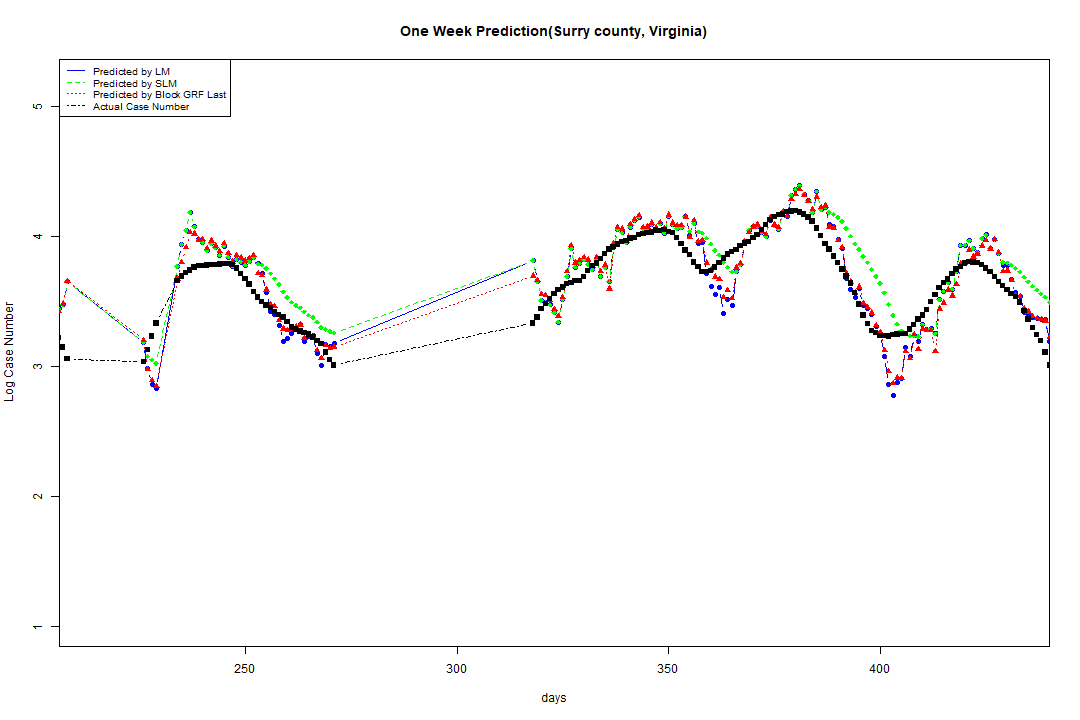 One Week Prediction(Surry county, Virginia)
Predicted by LM
Predicted by SLM
Predicted by Block GRF Last
Actual Case Number
5
4
3
2
1
Log Case Number
250 300 350 400
days